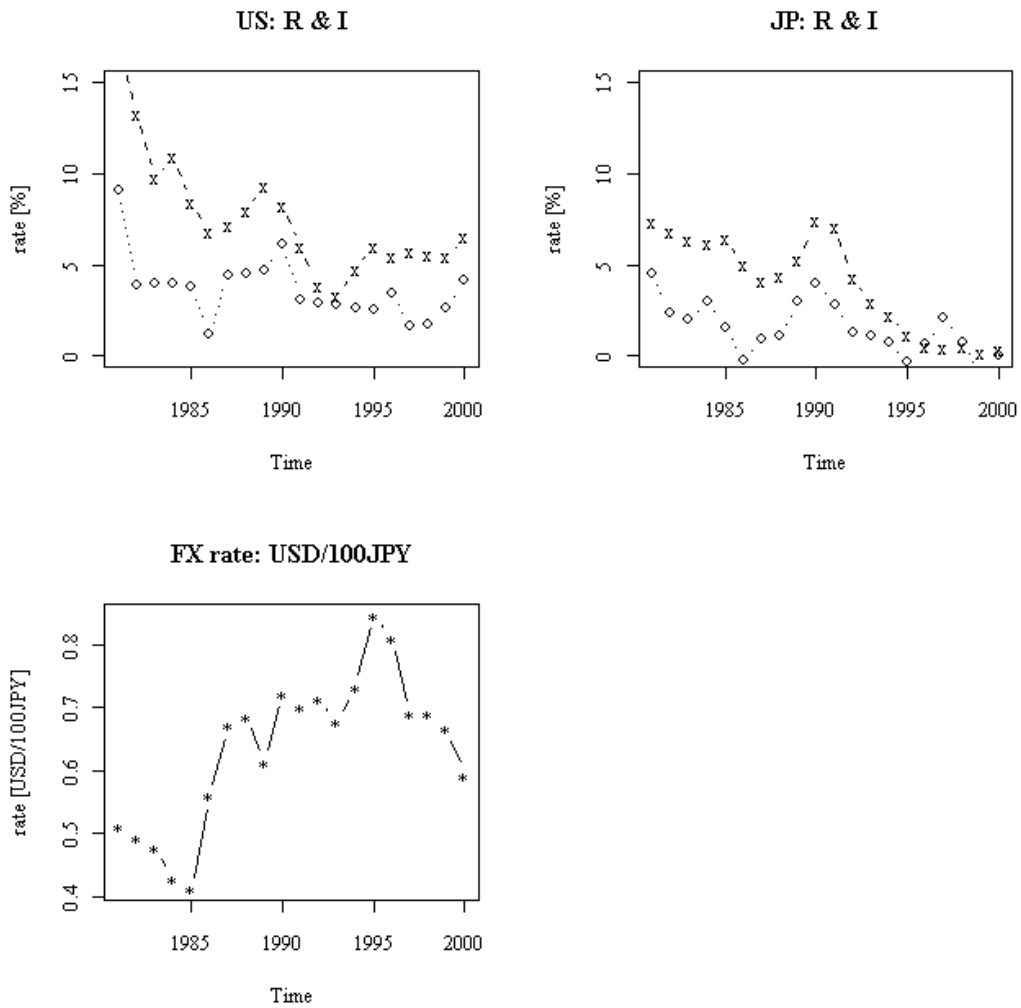 US: R & I
rate [%]
15
10
5
0
1985 1990 1995 2000
Time
JP: R & I
rate [%]
15
10
5
0
1985 1990 1995 2000
Time
FX rate: USD/100JPY
rate [USD/100JPY]
0.8
0.7
0.6
0.5
0.4
1985 1990 1995 2000
Time